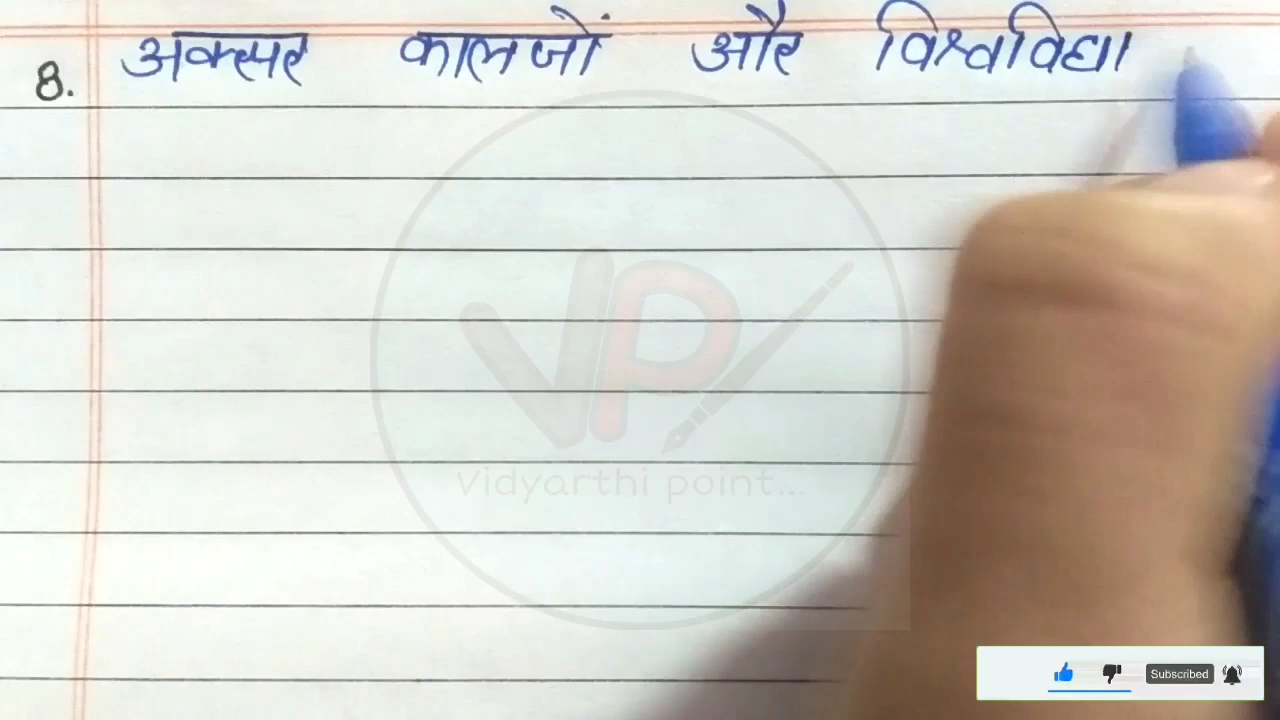 8. अक्सर कालजों और विश्वविद्या
Vidyarthi point...
Subscribed